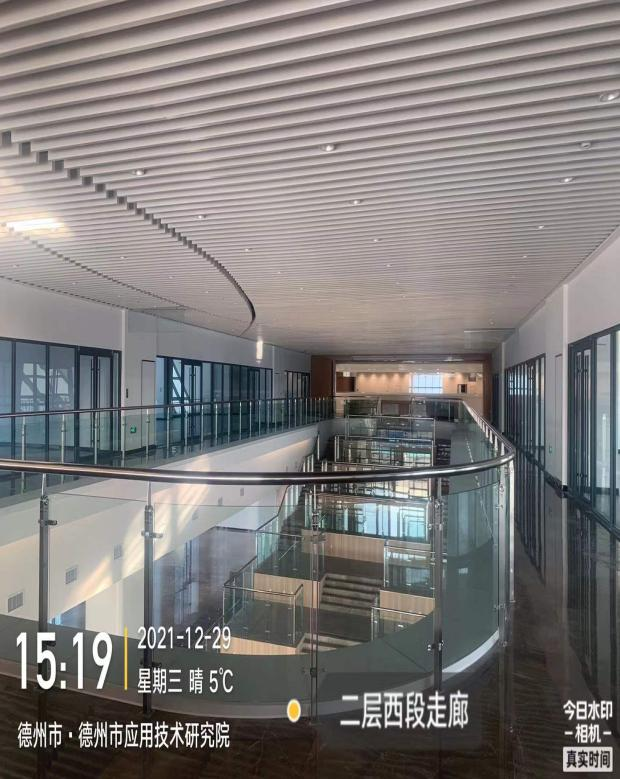 15:19
2021-12-29
星期三 晴 5℃
德州市·德州市应用技术研究院
二层西段走廊
今日水印
-相机-
真实时间